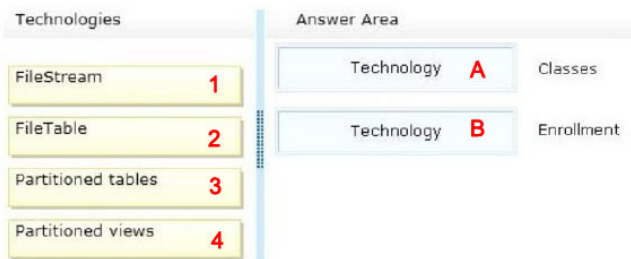 Technologies
Answer Area
FileStream 1
FileTable 2
Partitioned tables 3
Partitioned views 4
Technology A Classes
Technology B Enrollment